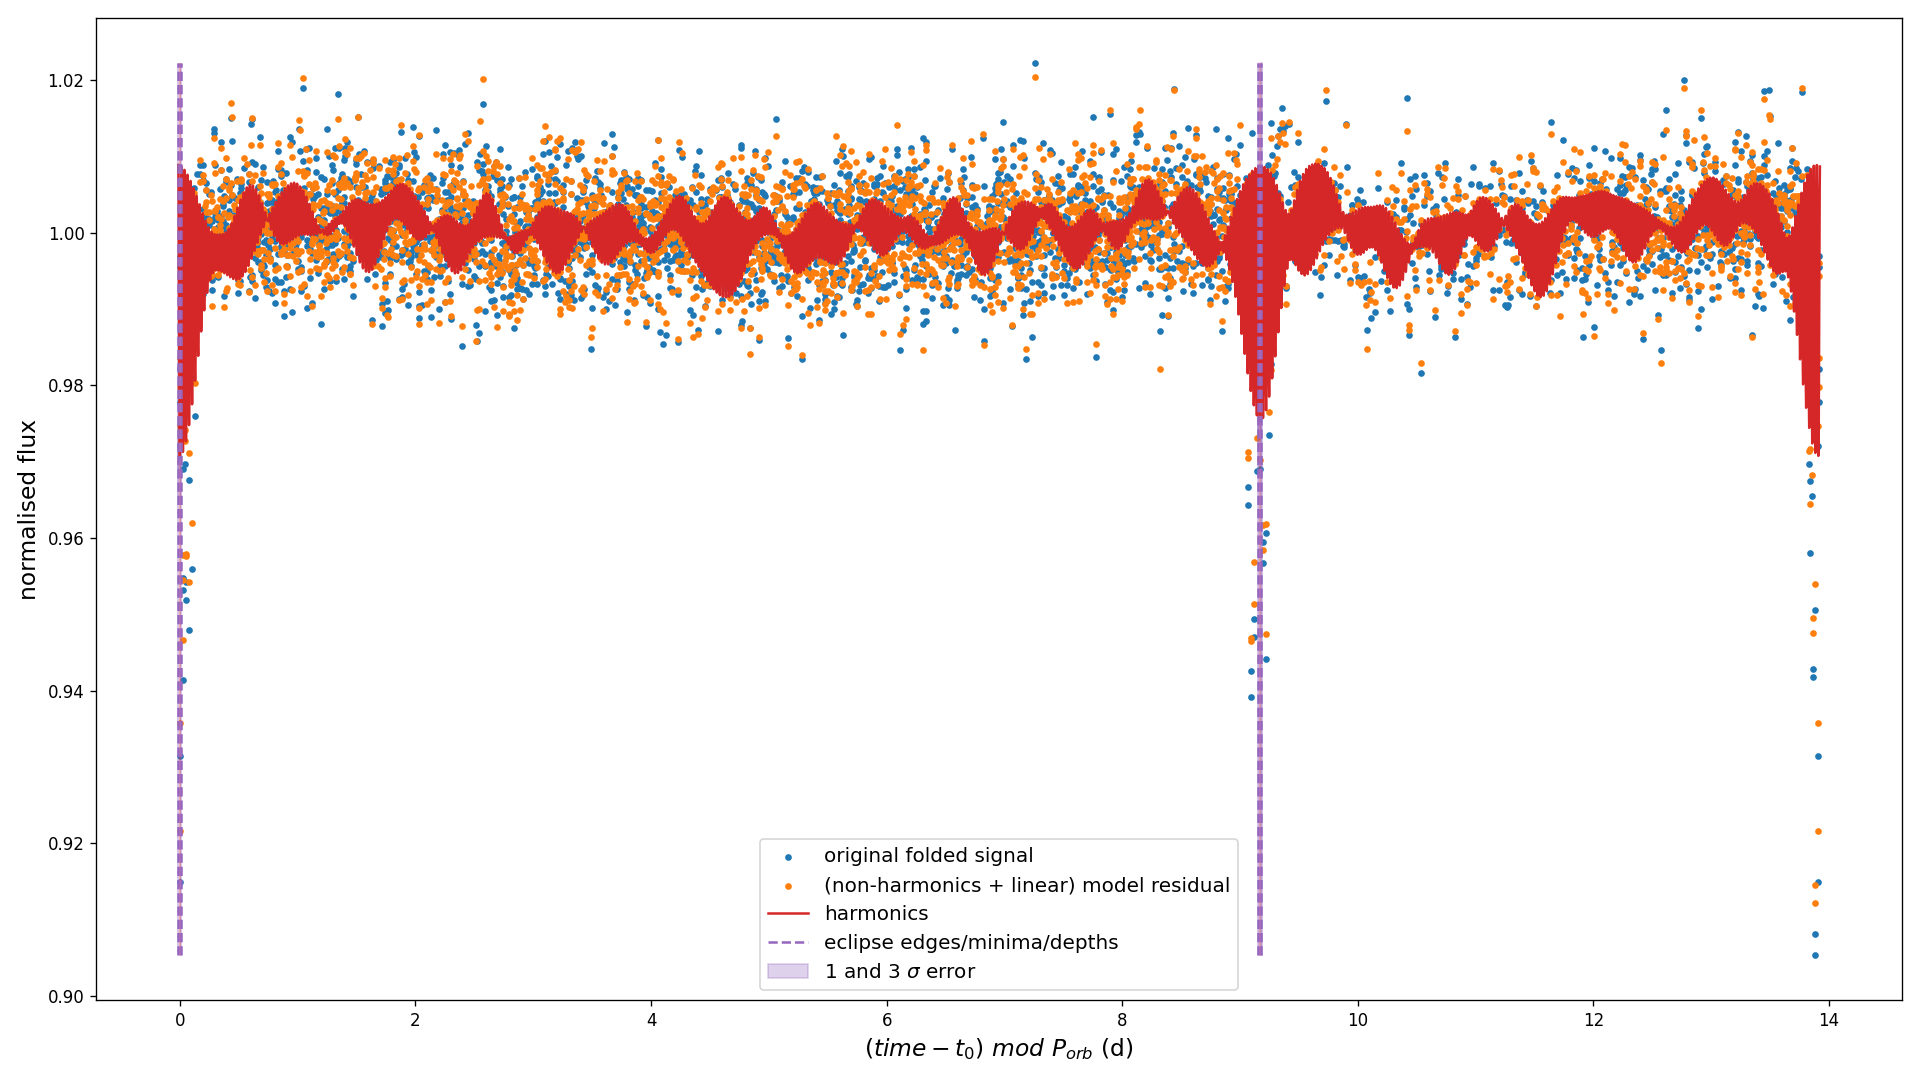 normalised flux
1.02
1.00
0.98
0.96
0.94
0.92
0.90
original folded signal
(non-harmonics + linear) model residual
harmonics
eclipse edges/minima/depths
1 and 3 σ error
0 2 4 6 8 10 12 14
(time − t₀) mod Pₒᵣb (d)